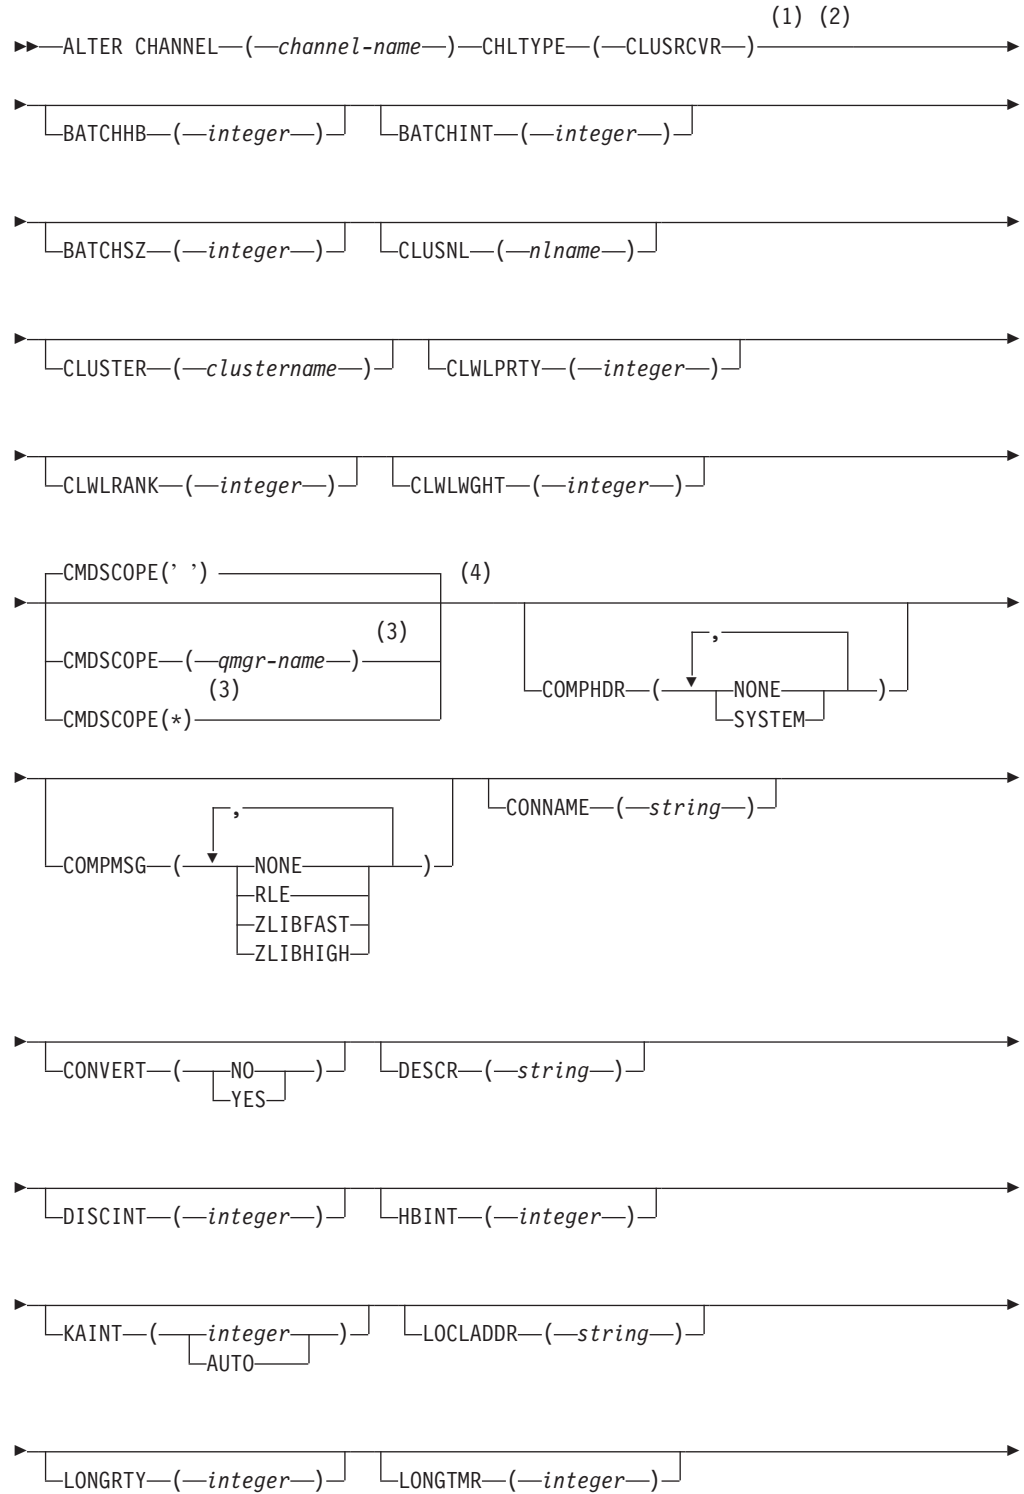 (1) (2)
ALTER CHANNEL ( channel-name ) CHLTYPE ( CLUSRCVR )
BATCHHB ( integer ) BATCHINT ( integer )
BATCHSZ ( integer ) CLUSNL ( nlname )
CLUSTER ( clustername ) CLWLPRTY ( integer )
CLWLRANK ( integer ) CLWLWGHT ( integer )
CMDSCOPE(' ') (4)
(3) ,
CMDSCOPE ( qmgr-name ) COMPHDR ( NONE )
(3)
CMDSCOPE(*) SYSTEM
, CONNAME ( string )
COMPMSG ( NONE )
RLE
ZLIBFAST
ZLIBHIGH
CONVERT ( NO ) DESCR ( string )
YES
DISCINT ( integer ) HBINT ( integer )
KAINT ( integer ) LOCLADDR ( string )
AUTO
LONGRTY ( integer ) LONGTMR ( integer )